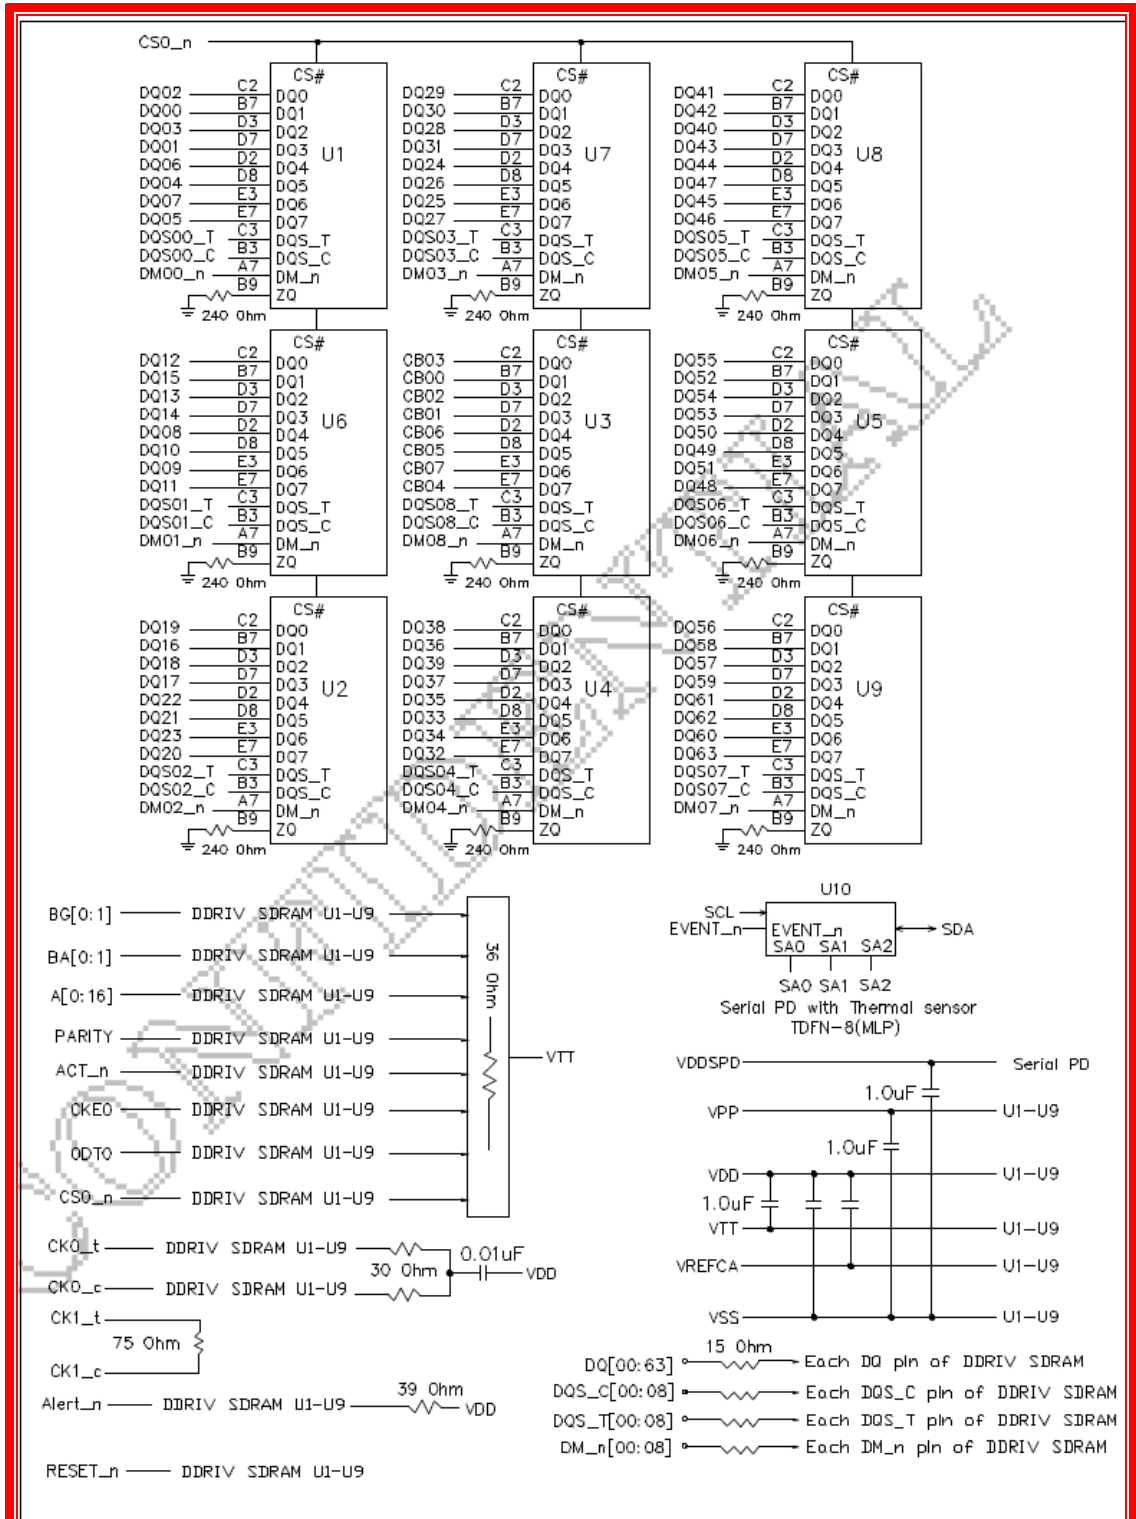 CS0_n
CS#
DQ02 C2 DQ0
DQ00 B7 DQ1
DQ03 D3 DQ2
DQ01 D7 DQ3
U1
DQ06 D2 DQ4
DQ04 D8 DQ5
DQ07 E3 DQ6
DQ05 E7 DQ7
DQS00_T C3 DQS_T
DQS00_C B3 DQS_C
DM00_n A7 DM_n
B9 ZQ
240 Ohm
CS#
DQ29 C2 DQ0
DQ30 B7 DQ1
DQ28 D3 DQ2
DQ31 D7 DQ3
U7
DQ24 D2 DQ4
DQ26 D8 DQ5
DQ25 E3 DQ6
DQ27 E7 DQ7
DQS03_T C3 DQS_T
DQS03_C B3 DQS_C
DM03_n A7 DM_n
B9 ZQ
240 Ohm
CS#
DQ41 C2 DQ0
DQ42 B7 DQ1
DQ40 D3 DQ2
DQ43 D7 DQ3
U8
DQ44 D2 DQ4
DQ47 D8 DQ5
DQ45 E3 DQ6
DQ46 E7 DQ7
DQS05_T C3 DQS_T
DQS05_C B3 DQS_C
DM05_n A7 DM_n
B9 ZQ
240 Ohm
CS#
DQ12 C2 DQ0
DQ15 B7 DQ1
DQ13 D3 DQ2
DQ14 D7 DQ3
U6
DQ08 D2 DQ4
DQ10 D8 DQ5
DQ09 E3 DQ6
DQ11 E7 DQ7
DQS01_T C3 DQS_T
DQS01_C B3 DQS_C
DM01_n A7 DM_n
B9 ZQ
240 Ohm
CS#
CB03 C2 DQ0
CB00 B7 DQ1
CB02 D3 DQ2
CB01 D7 DQ3
U3
CB06 D2 DQ4
CB05 D8 DQ5
CB07 E3 DQ6
CB04 E7 DQ7
DQS08_T C3 DQS_T
DQS08_C B3 DQS_C
DM08_n A7 DM_n
B9 ZQ
240 Ohm
CS#
DQ55 C2 DQ0
DQ52 B7 DQ1
DQ54 D3 DQ2
DQ53 D7 DQ3
U5
DQ50 D2 DQ4
DQ49 D8 DQ5
DQ51 E3 DQ6
DQ48 E7 DQ7
DQS06_T C3 DQS_T
DQS06_C B3 DQS_C
DM06_n A7 DM_n
B9 ZQ
240 Ohm
CS#
DQ19 C2 DQ0
DQ16 B7 DQ1
DQ18 D3 DQ2
DQ17 D7 DQ3
U2
DQ22 D2 DQ4
DQ21 D8 DQ5
DQ23 E3 DQ6
DQ20 E7 DQ7
DQS02_T C3 DQS_T
DQS02_C B3 DQS_C
DM02_n A7 DM_n
B9 ZQ
240 Ohm
CS#
DQ38 C2 DQ0
DQ36 B7 DQ1
DQ39 D3 DQ2
DQ37 D7 DQ3
U4
DQ35 D2 DQ4
DQ33 D8 DQ5
DQ34 E3 DQ6
DQ32 E7 DQ7
DQS04_T C3 DQS_T
DQS04_C B3 DQS_C
DM04_n A7 DM_n
B9 ZQ
240 Ohm
CS#
DQ56 C2 DQ0
DQ58 B7 DQ1
DQ57 D3 DQ2
DQ59 D7 DQ3
U9
DQ61 D2 DQ4
DQ62 D8 DQ5
DQ60 E3 DQ6
DQ63 E7 DQ7
DQS07_T C3 DQS_T
DQS07_C B3 DQS_C
DM07_n A7 DM_n
B9 ZQ
240 Ohm
CONFIDENTIAL
BG[0:1] DDRIV SDRAM U1-U9
BA[0:1] DDRIV SDRAM U1-U9
A[0:16] DDRIV SDRAM U1-U9
PARITY DDRIV SDRAM U1-U9
ACT_n DDRIV SDRAM U1-U9
CKE0 DDRIV SDRAM U1-U9
ODT0 DDRIV SDRAM U1-U9
CS0_n DDRIV SDRAM U1-U9
36 Ohm
VTT
CK0_t DDRIV SDRAM U1-U9
30 Ohm
0.01uF
VDD
CK0_c DDRIV SDRAM U1-U9
CK1_t
75 Ohm
CK1_c
Alert_n DDRIV SDRAM U1-U9
39 Ohm
VDD
RESET_n DDRIV SDRAM U1-U9
U10
SCL
EVENT_n EVENT_n
SDA
SA0 SA1 SA2
SA0 SA1 SA2
Serial PD with Thermal sensor
TDFN-8(MLP)
VDDSPD Serial PD
1.0uF
VPP U1-U9
1.0uF
VDD U1-U9
1.0uF
VTT U1-U9
VREFCA U1-U9
VSS U1-U9
15 Ohm
DQ[00:63] Each DQ pin of DDRIV SDRAM
DQS_C[00:08] Each DQS_C pin of DDRIV SDRAM
DQS_T[00:08] Each DQS_T pin of DDRIV SDRAM
DM_n[00:08] Each DM_n pin of DDRIV SDRAM